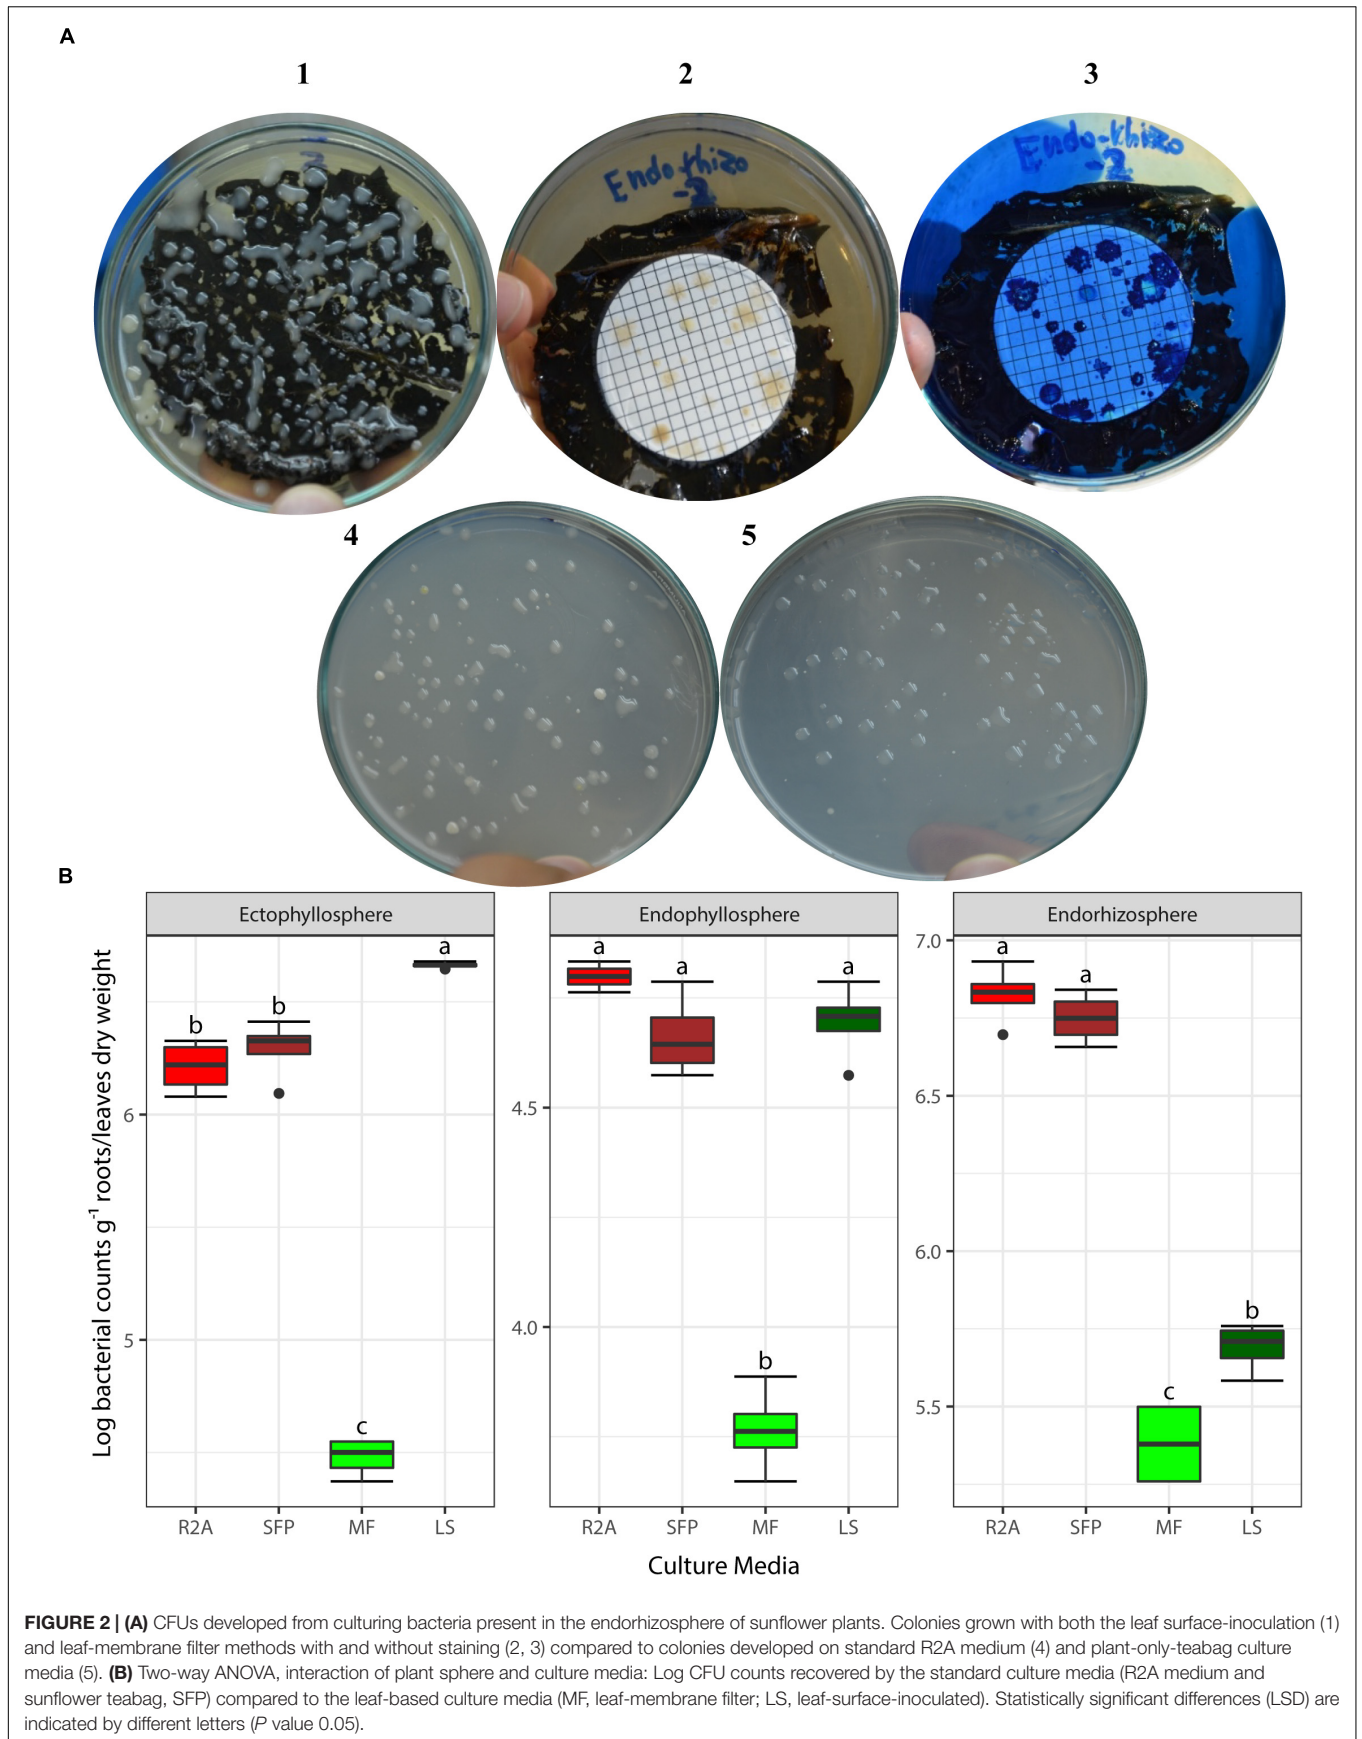 A
1 2 3
Endo-rhizo
-2
Endo-rhizo
-2
4 5
B
Ectophyllosphere Endophyllosphere Endorhizosphere
Log bacterial counts g-1 roots/leaves dry weight
6
5
b
b
c
a
R2A SFP MF LS
4.5
4.0
a
a
b
a
R2A SFP MF LS
7.0
6.5
6.0
5.5
a
a
c
b
R2A SFP MF LS
Culture Media
FIGURE 2 | (A) CFUs developed from culturing bacteria present in the endorhizosphere of sunflower plants. Colonies grown with both the leaf surface-inoculation (1)
and leaf-membrane filter methods with and without staining (2, 3) compared to colonies developed on standard R2A medium (4) and plant-only-teabag culture
media (5). (B) Two-way ANOVA, interaction of plant sphere and culture media: Log CFU counts recovered by the standard culture media (R2A medium and
sunflower teabag, SFP) compared to the leaf-based culture media (MF, leaf-membrane filter; LS, leaf-surface-inoculated). Statistically significant differences (LSD) are
indicated by different letters (P value 0.05).